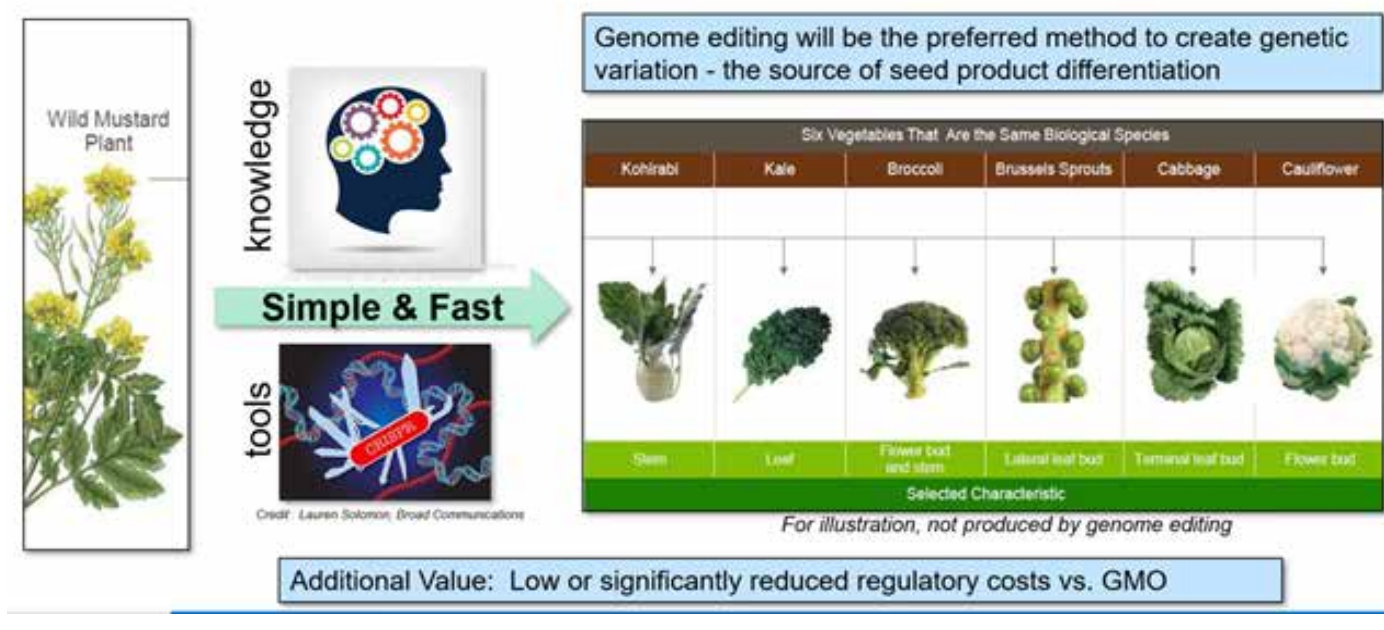 Wild Mustard
Plant
knowledge
Simple & Fast
tools
CRISPR
Credit: Lauren Solomon, Broad Communications
Genome editing will be the preferred method to create genetic
variation - the source of seed product differentiation
Six Vegetables That Are the Same Biological Species
Kohlrabi Kale Broccoli Brussels Sprouts Cabbage Cauliflower
Stem Leaf Flower bud and stem Lateral leaf bud Terminal leaf bud Flower bud
Selected Characteristic
For illustration, not produced by genome editing
Additional Value: Low or significantly reduced regulatory costs vs. GMO